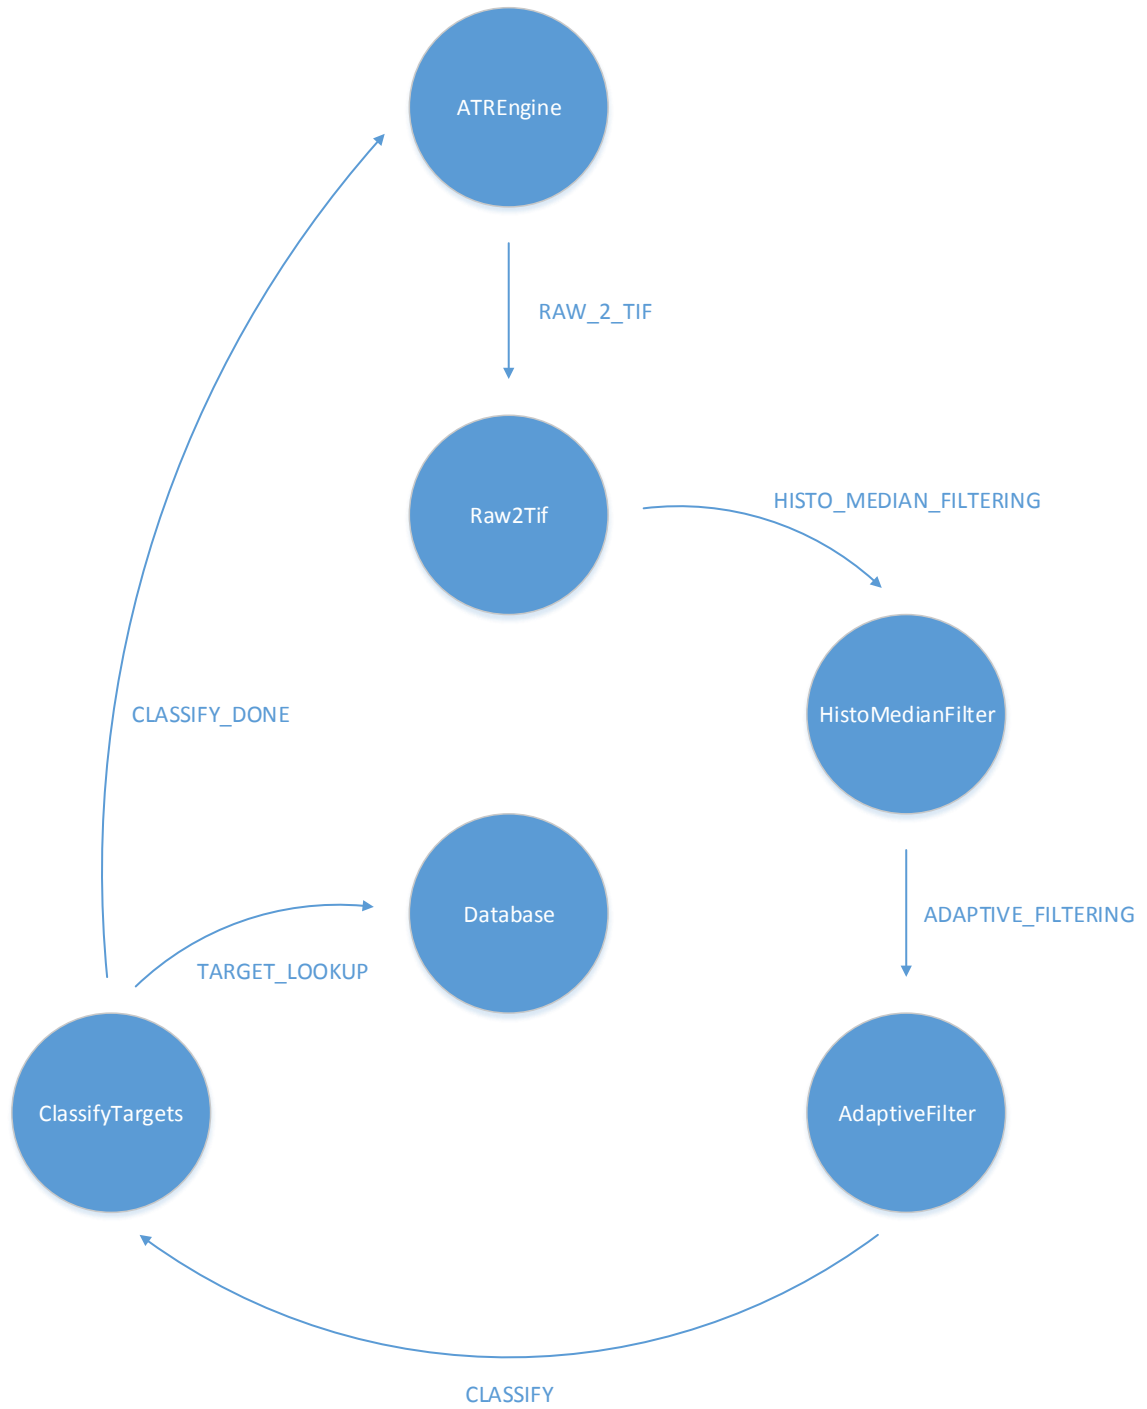 ATREngine
RAW_2_TIF
Raw2Tif
HISTO_MEDIAN_FILTERING
HistoMedianFilter
CLASSIFY_DONE
Database
ADAPTIVE_FILTERING
TARGET_LOOKUP
ClassifyTargets
AdaptiveFilter
CLASSIFY